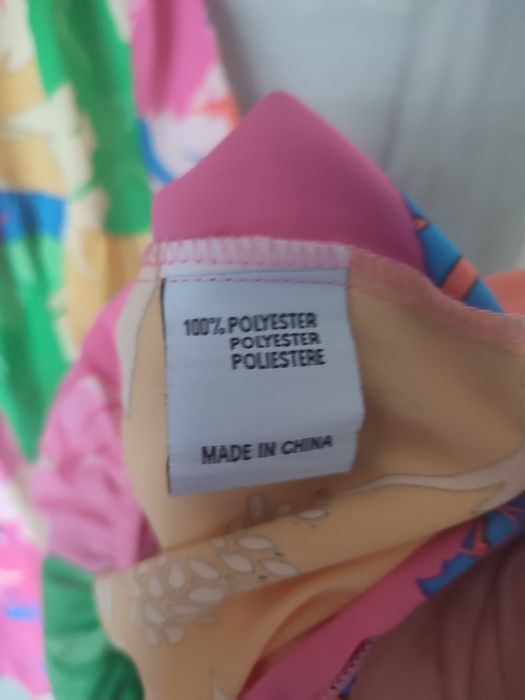 100% POLYESTER
POLYESTER
POLIESTERE
MADE IN CHINA